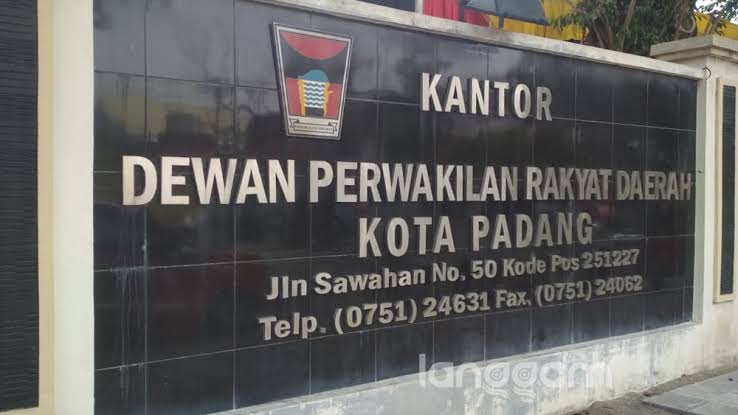 KANTOR
DEWAN PERWAKILAN RAKYAT DAERAH
KOTA PADANG
Jln Sawahan No. 50 Kode Pos 251227
Telp. (0751) 24631 Fax. (0751) 24062
langgam